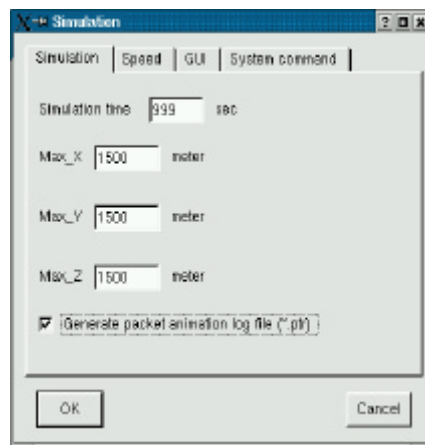 Simulation
Simulation Speed GUI System command
Simulation time 999 sec
Max_X 1500 meter
Max_Y 1500 meter
Max_Z 1500 meter
Generate packet animation log file (*.ptr)
OK Cancel